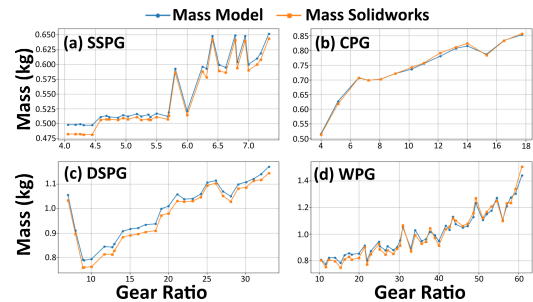 Mass Model Mass Solidworks
(a) SSPG
(b) CPG
Mass (kg)
0.650
0.625
0.600
0.575
0.550
0.525
0.500
0.475
4.0 4.5 5.0 5.5 6.0 6.5 7.0
0.85
0.80
0.75
0.70
0.65
0.60
0.55
0.50
4 6 8 10 12 14 16 18
(c) DSPG
(d) WPG
Mass (kg)
1.1
1.0
0.9
0.8
5 10 15 20 25 30
1.4
1.2
1.0
0.8
10 20 30 40 50 60
Gear Ratio Gear Ratio